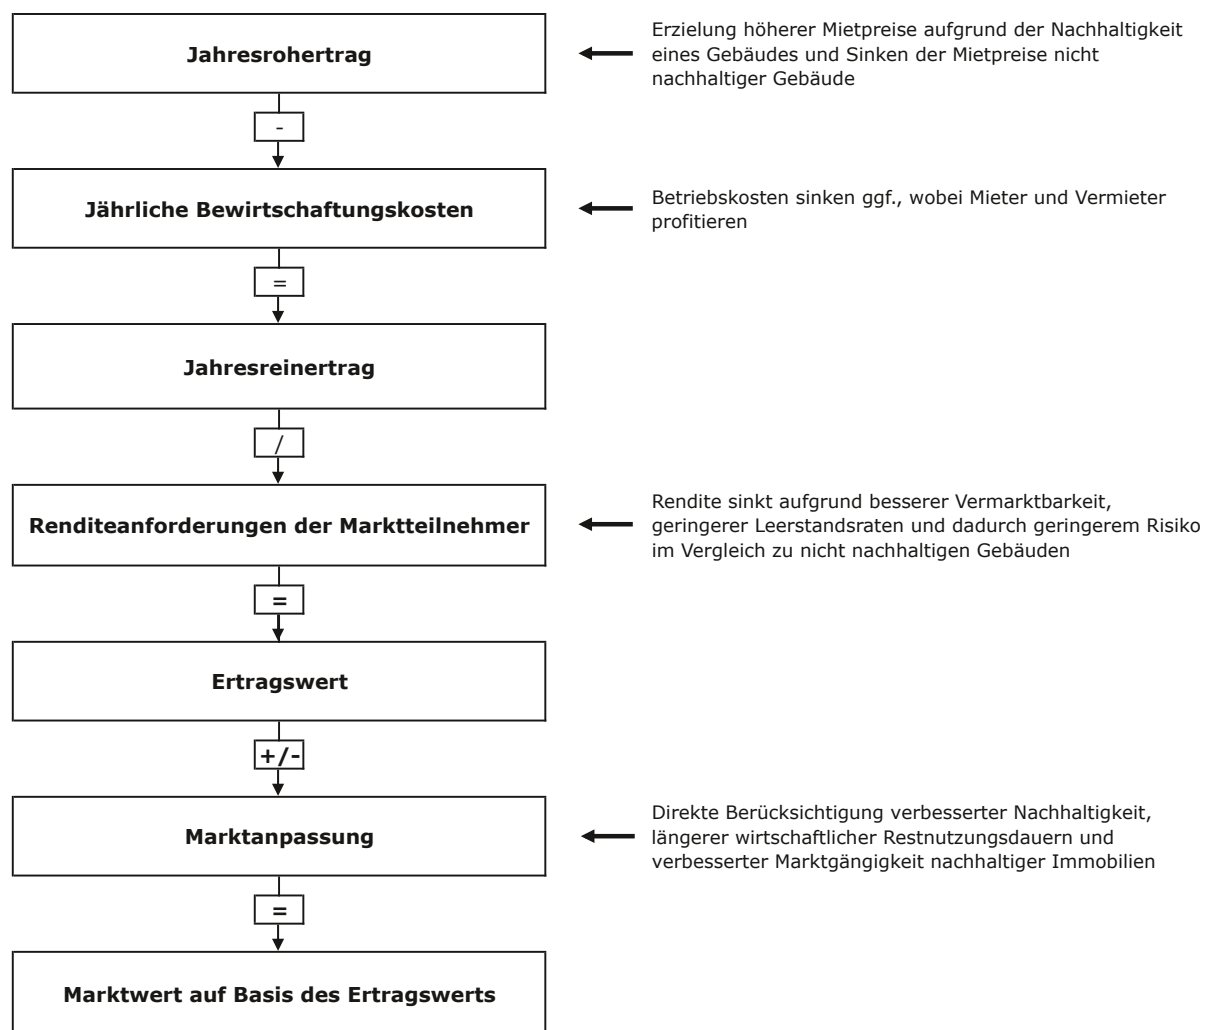 Jahresrohertrag
Erzielung höherer Mietpreise aufgrund der Nachhaltigkeit
eines Gebäudes und Sinken der Mietpreise nicht
nachhaltiger Gebäude
-
Jährliche Bewirtschaftungskosten
Betriebskosten sinken ggf., wobei Mieter und Vermieter
profitieren
=
Jahresreinertrag
/
Renditeanforderungen der Marktteilnehmer
Rendite sinkt aufgrund besserer Vermarktbarkeit,
geringerer Leerstandsraten und dadurch geringerem Risiko
im Vergleich zu nicht nachhaltigen Gebäuden
=
Ertragswert
+/-
Marktanpassung
Direkte Berücksichtigung verbesserter Nachhaltigkeit,
längerer wirtschaftlicher Restnutzungsdauern und
verbesserter Marktgängigkeit nachhaltiger Immobilien
=
Marktwert auf Basis des Ertragswerts